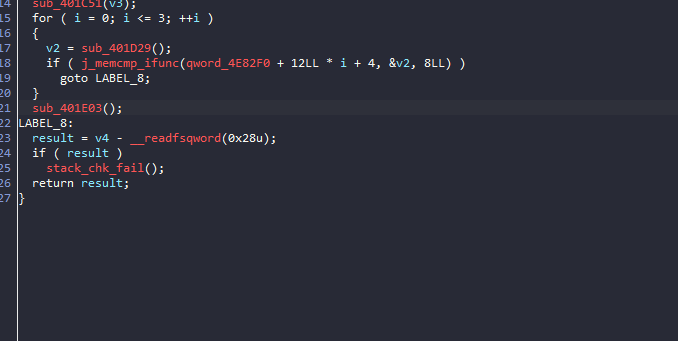 14 sub_401C51(v3);
15 for ( i = 0; i <= 3; ++i )
16 {
17 v2 = sub_401D29();
18 if ( j_memcmp_ifunc(qword_4E82F0 + 12LL * i + 4, &v2, 8LL) )
19 goto LABEL_8;
20 }
21 sub_401E03();
22 LABEL_8:
23 result = v4 - __readfsqword(0x28u);
24 if ( result )
25 stack_chk_fail();
26 return result;
27 }